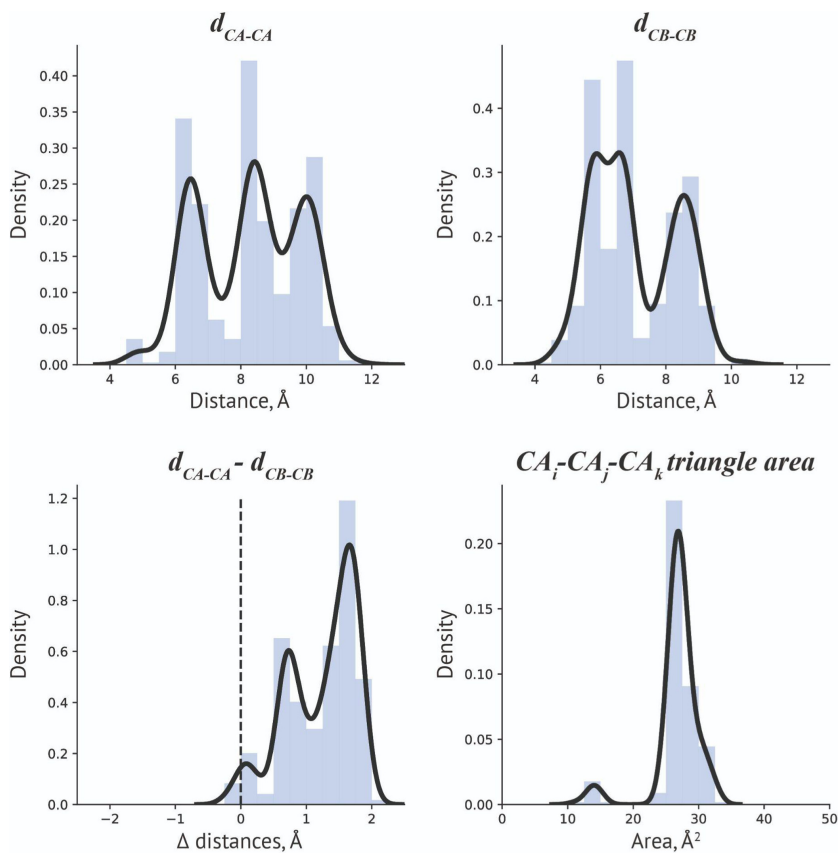 d_CA-CA
Density
0.40
0.35
0.30
0.25
0.20
0.15
0.10
0.05
0.00
4 6 8 10 12
Distance, Å
d_CB-CB
Density
0.4
0.3
0.2
0.1
0.0
4 6 8 10 12
Distance, Å
d_CA-CA - d_CB-CB
Density
1.2
1.0
0.8
0.6
0.4
0.2
0.0
−2 −1 0 1 2
Δ distances, Å
CA_i-CA_j-CA_k triangle area
Density
0.20
0.15
0.10
0.05
0.00
0 10 20 30 40 50
Area, Å²